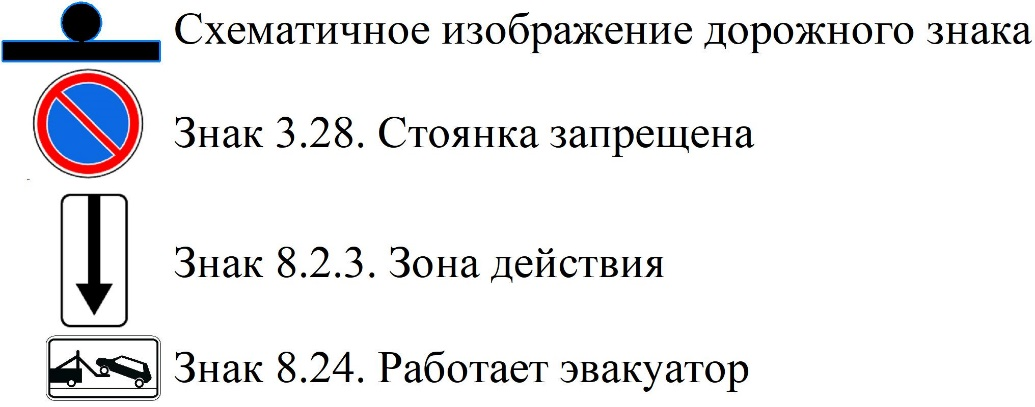 Схематичное изображение дорожного знака
Знак 3.28. Стоянка запрещена
Знак 8.2.3. Зона действия
Знак 8.24. Работает эвакуатор